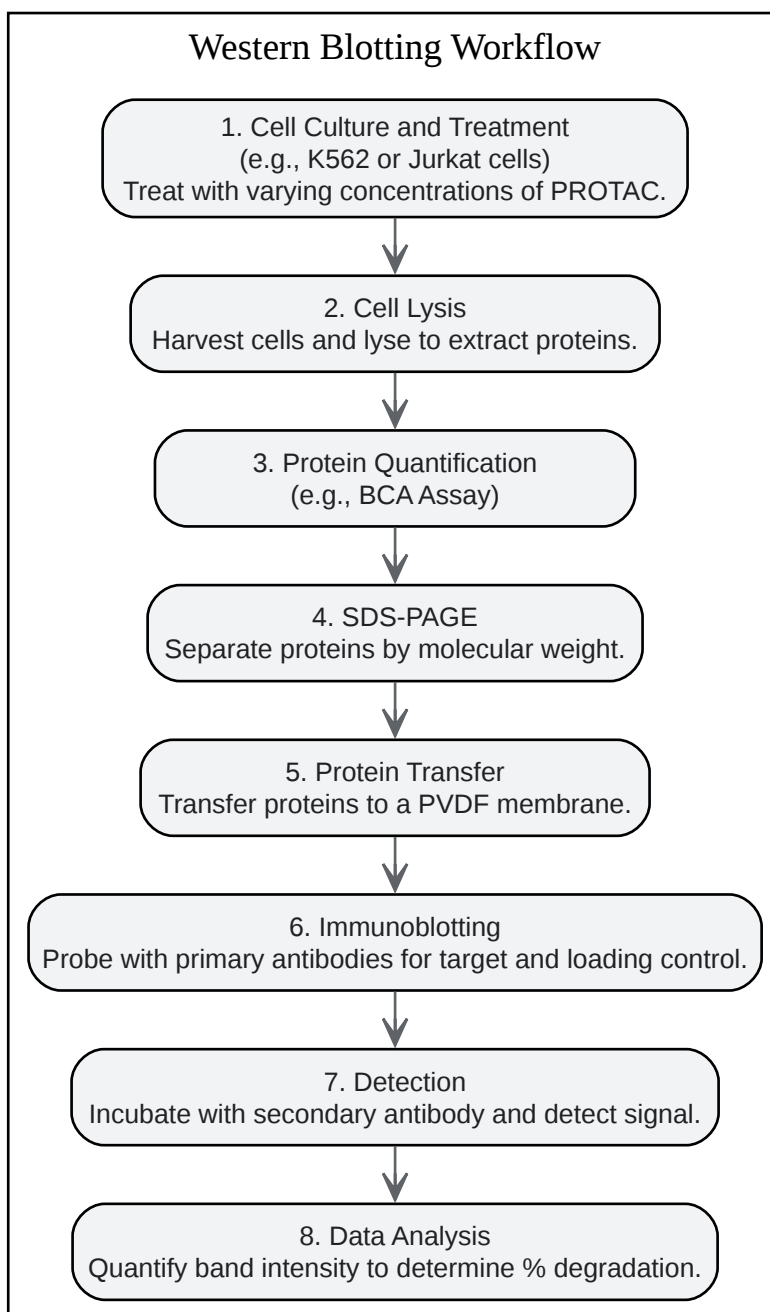 Western Blotting Workflow
1. Cell Culture and Treatment
(e.g., K562 or Jurkat cells)
Treat with varying concentrations of PROTAC.
2. Cell Lysis
Harvest cells and lyse to extract proteins.
3. Protein Quantification
(e.g., BCA Assay)
4. SDS-PAGE
Separate proteins by molecular weight.
5. Protein Transfer
Transfer proteins to a PVDF membrane.
6. Immunoblotting
Probe with primary antibodies for target and loading control.
7. Detection
Incubate with secondary antibody and detect signal.
8. Data Analysis
Quantify band intensity to determine % degradation.